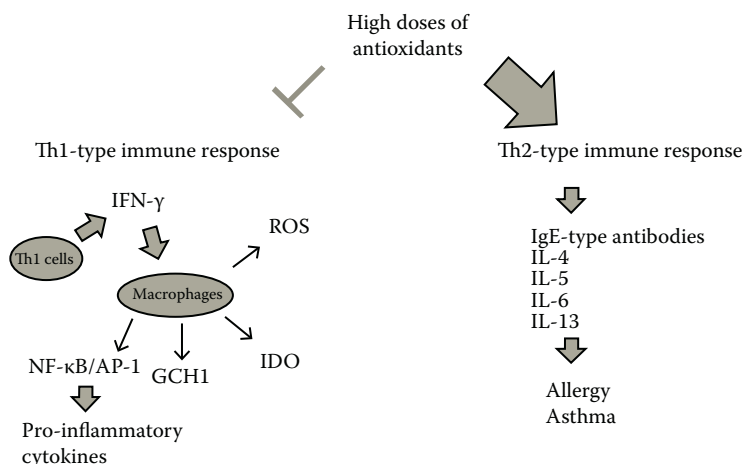 High doses of
antioxidants
Th1-type immune response
Th2-type immune response
IFN-γ
ROS
Th1 cells
Macrophages
NF-κB/AP-1
GCH1
IDO
Pro-inflammatory
cytokines
IgE-type antibodies
IL-4
IL-5
IL-6
IL-13
Allergy
Asthma